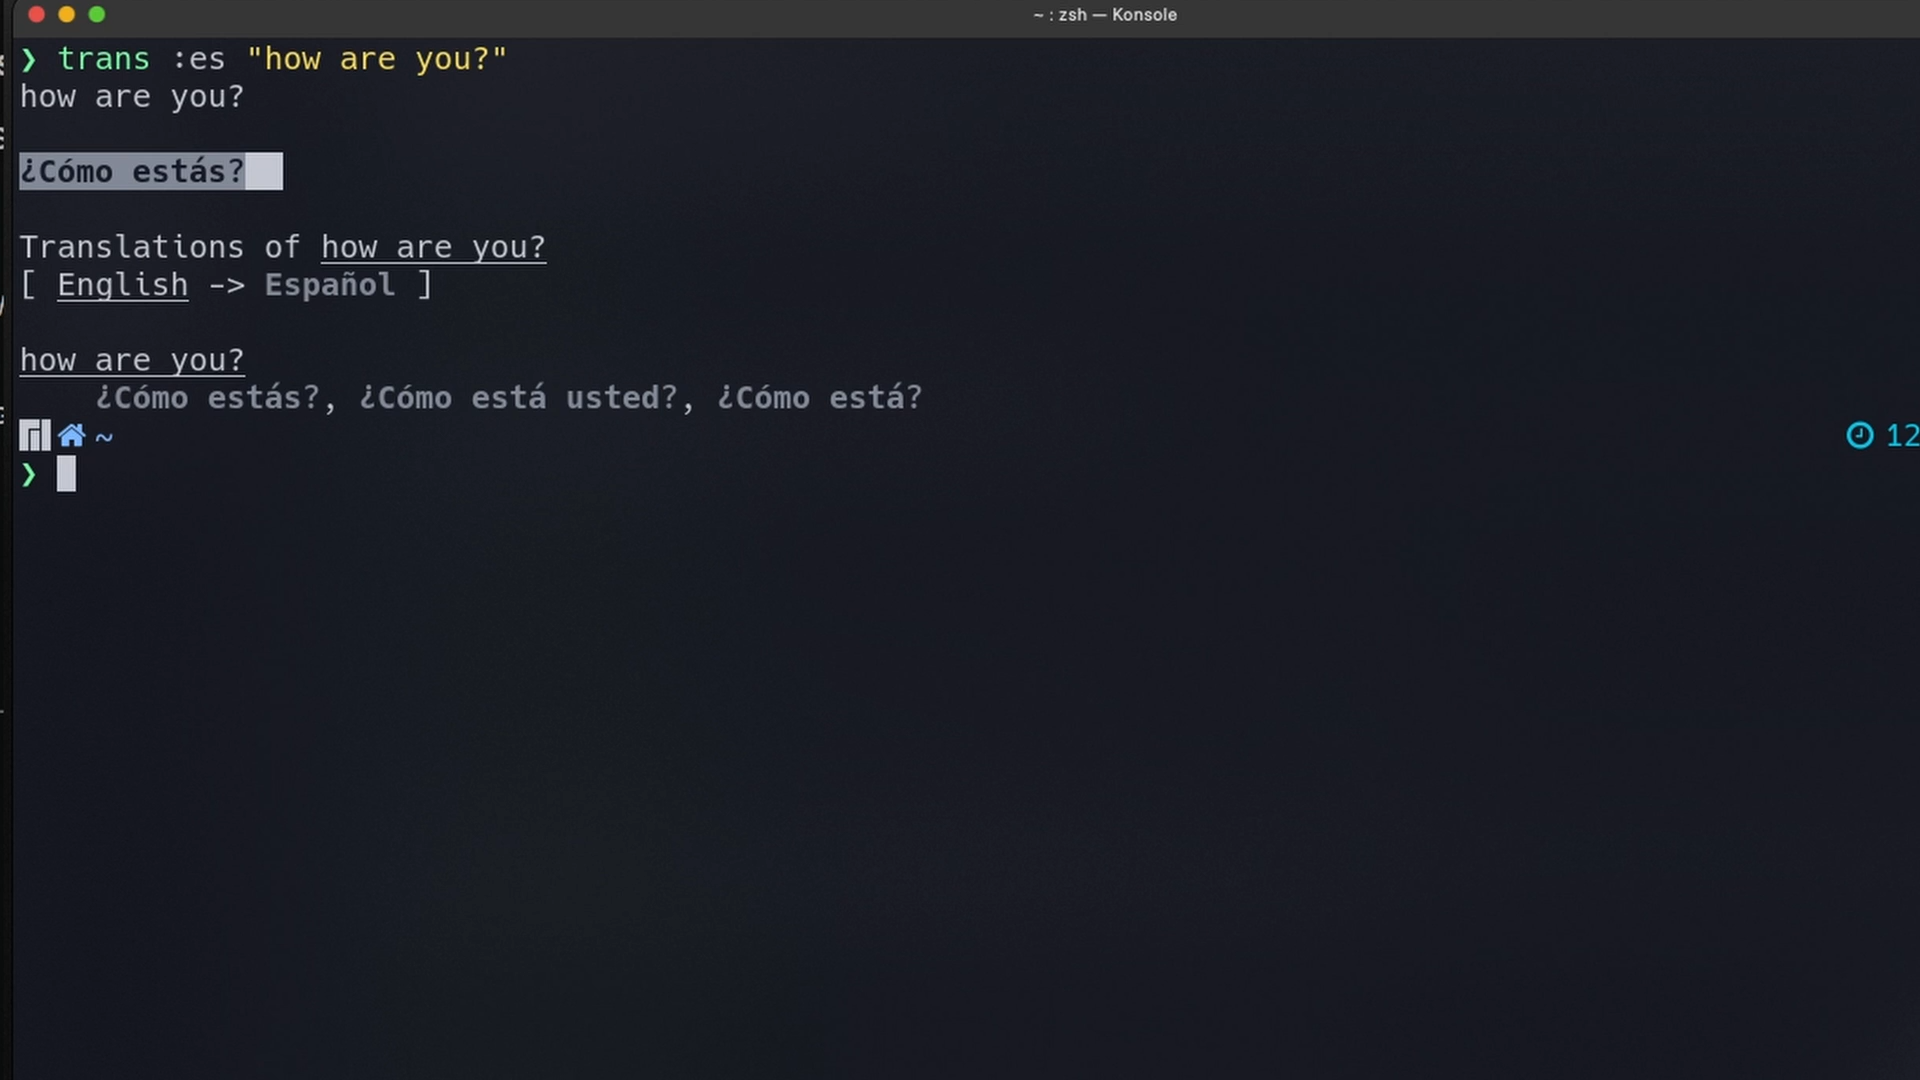 ~ : zsh — Konsole
❯ trans :es "how are you?"
how are you?
¿Cómo estás?
Translations of how are you?
[ English -> Español ]
how are you?
¿Cómo estás?, ¿Cómo está usted?, ¿Cómo está?
~ 12
❯